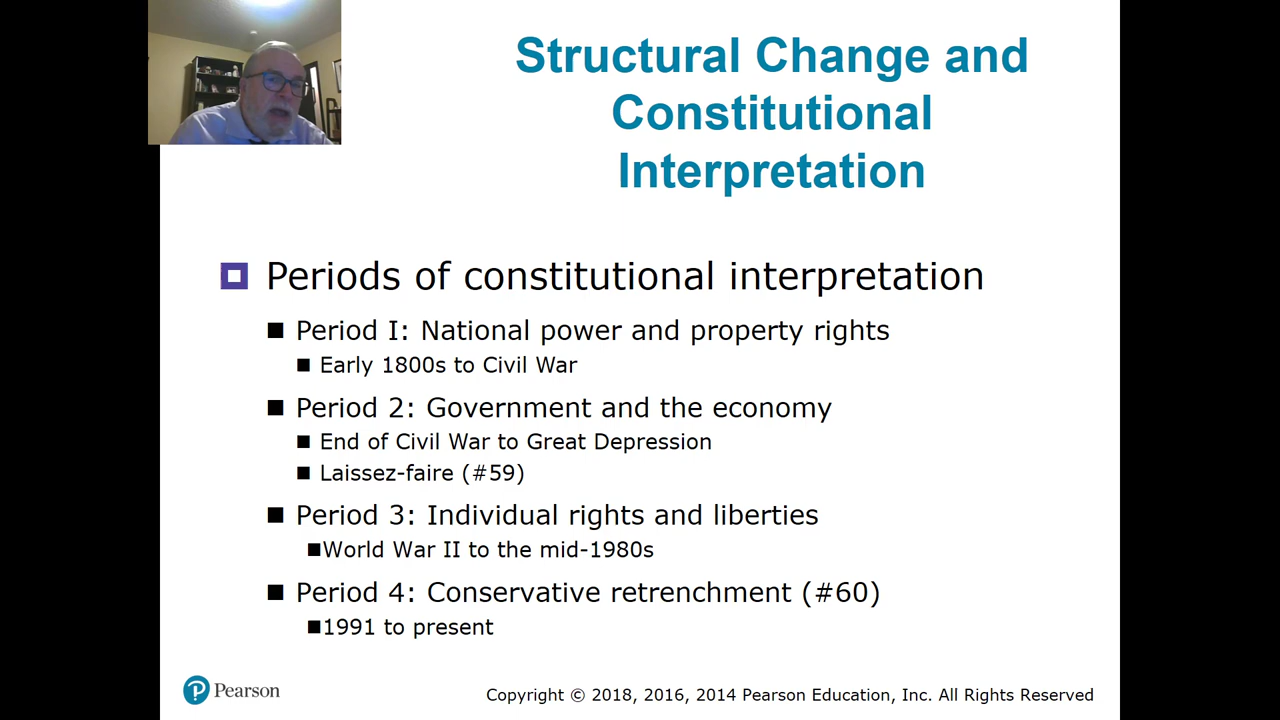 Structural Change and
Constitutional
Interpretation
Periods of constitutional interpretation
Period I: National power and property rights
Early 1800s to Civil War
Period 2: Government and the economy
End of Civil War to Great Depression
Laissez-faire (#59)
Period 3: Individual rights and liberties
World War II to the mid-1980s
Period 4: Conservative retrenchment (#60)
1991 to present
Pearson
Copyright © 2018, 2016, 2014 Pearson Education, Inc. All Rights Reserved